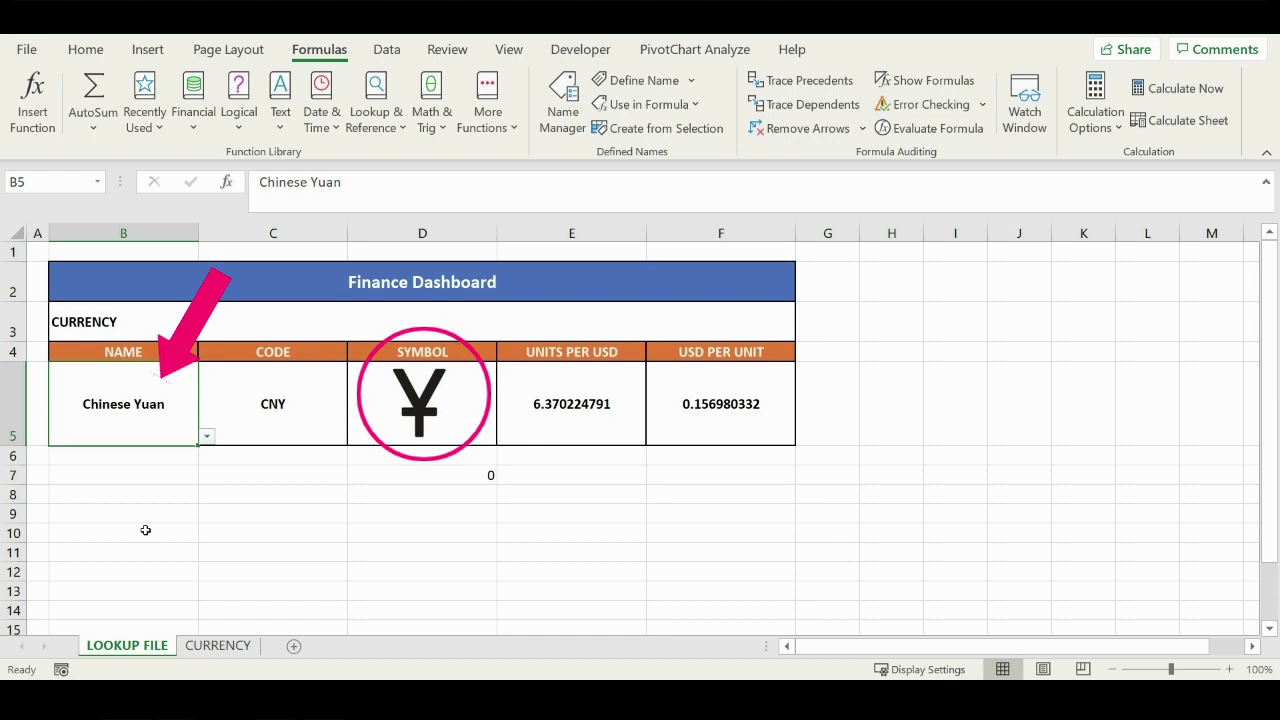 File Home Insert Page Layout Formulas Data Review View Developer PivotChart Analyze Help Share Comments
fx Σ ? A θ ... Define Name Trace Precedents Show Formulas Calculate Now
Insert AutoSum Recently Financial Logical Text Date & Lookup & Math & More Name Use in Formula Trace Dependents Error Checking Watch Calculation
Function Used Time Reference Trig Functions Manager Create from Selection Remove Arrows Evaluate Formula Window Options Calculate Sheet
Function Library Defined Names Formula Auditing Calculation
B5 fx Chinese Yuan
A B C D E F G H I J K L M
1
2 Finance Dashboard
3 CURRENCY
4 NAME CODE SYMBOL UNITS PER USD USD PER UNIT
5 Chinese Yuan CNY ¥ 6.370224791 0.156980332
6
7 0
8
9
10
11
12
13
14
15
LOOKUP FILE CURRENCY
Ready Display Settings 100%